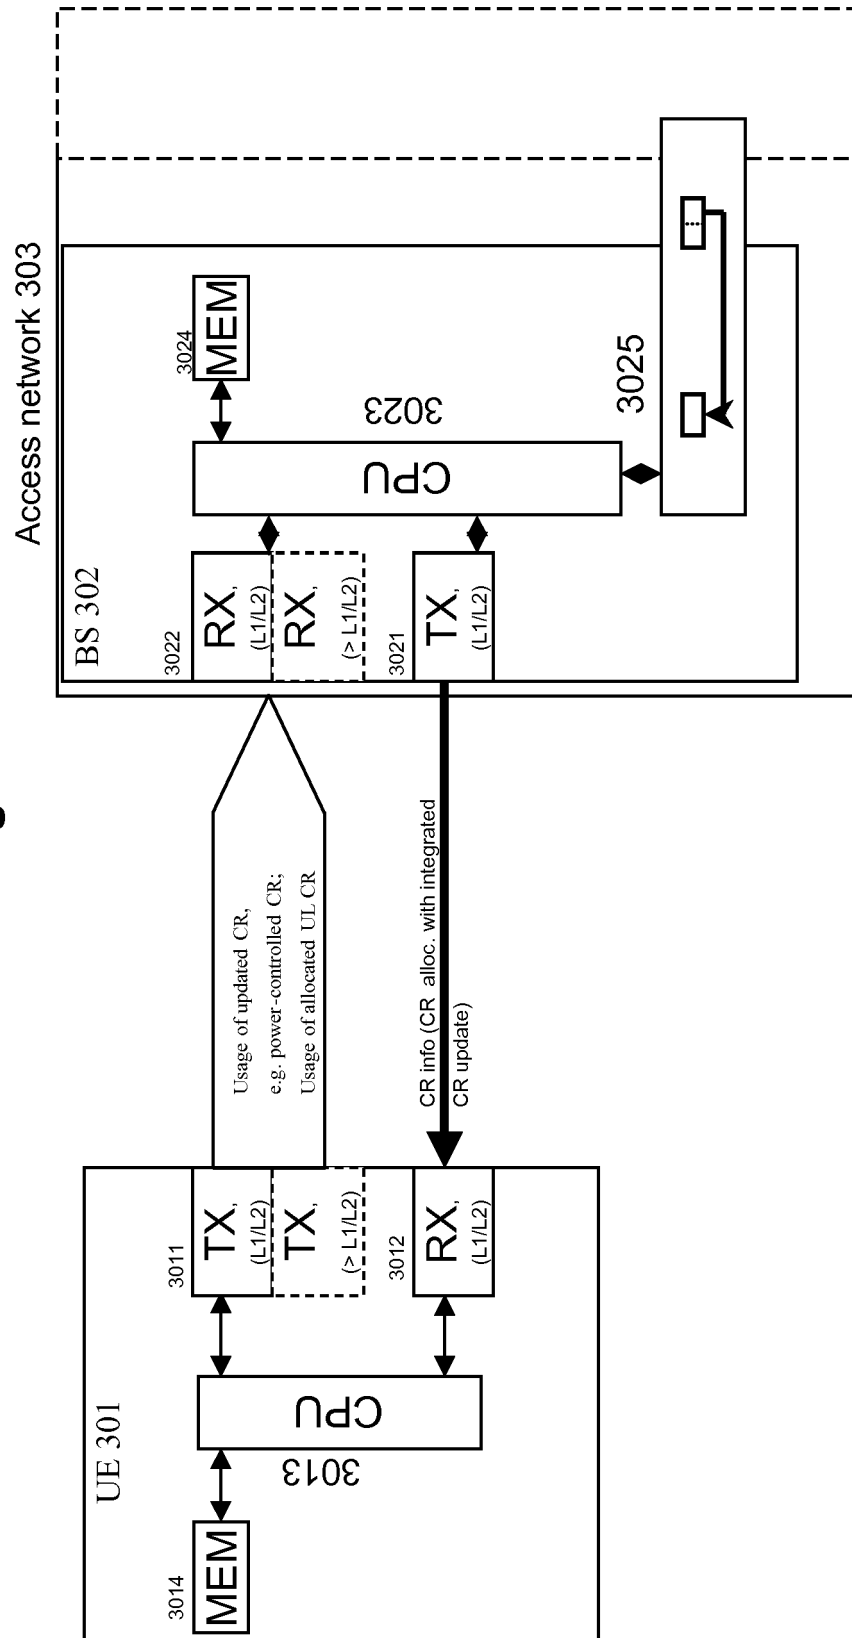 Access network 303
BS 302
3024
MEM
3023
CPU
3025
3022
RX,
(L1/L2)
RX,
(> L1/L2)
3021
TX,
(L1/L2)
Usage of updated CR,
e.g. power-controlled CR;
Usage of allocated UL CR
CR info (CR alloc. with integrated
CR update)
UE 301
3011
TX,
(L1/L2)
TX,
(> L1/L2)
3012
RX,
(L1/L2)
CPU
3013
3014
MEM